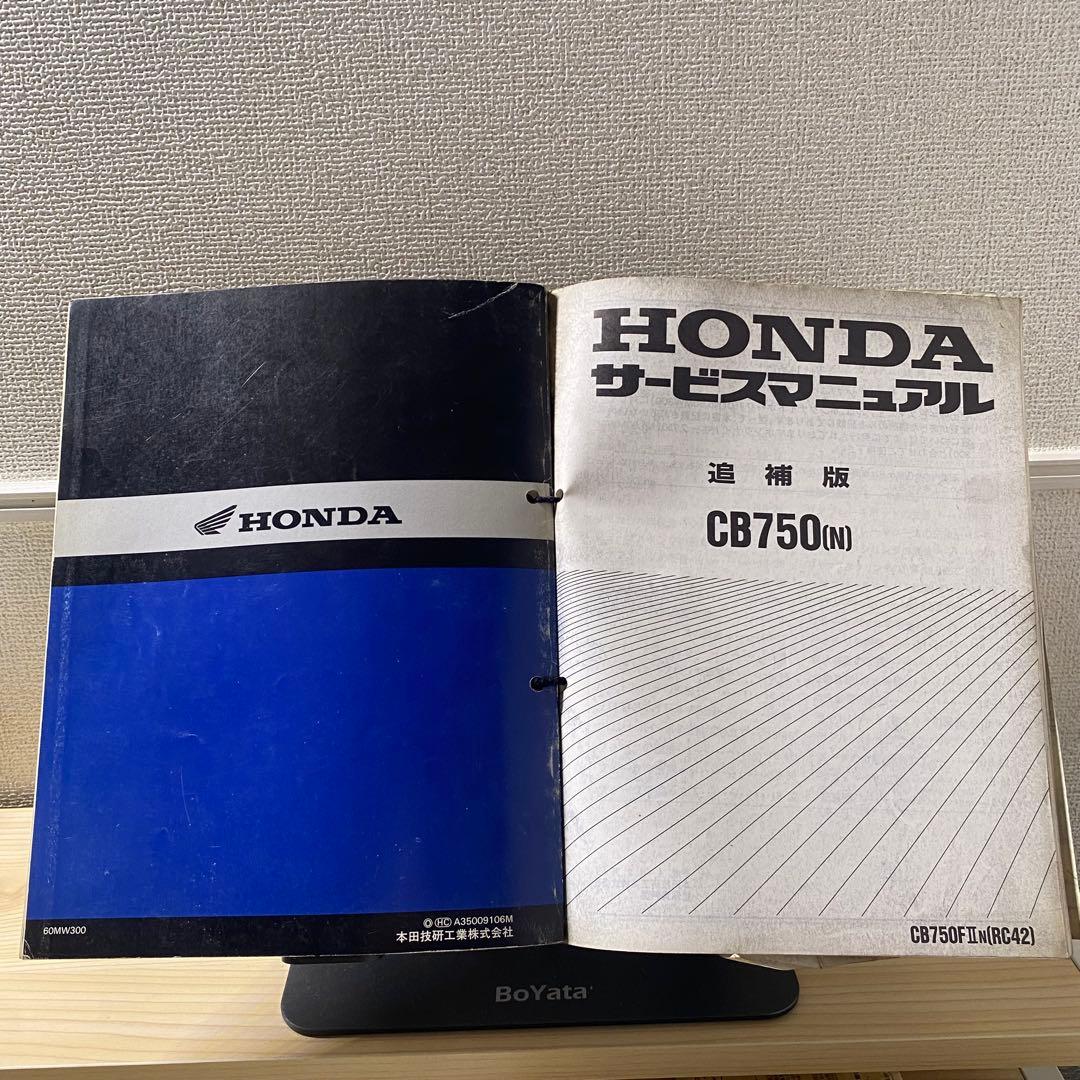 HONDA
60MW300
© HC A35009106M
本田技研工業株式会社
HONDA
サービスマニュアル
追補版
CB750(N)
CB750FⅡN(RC42)
BoYata